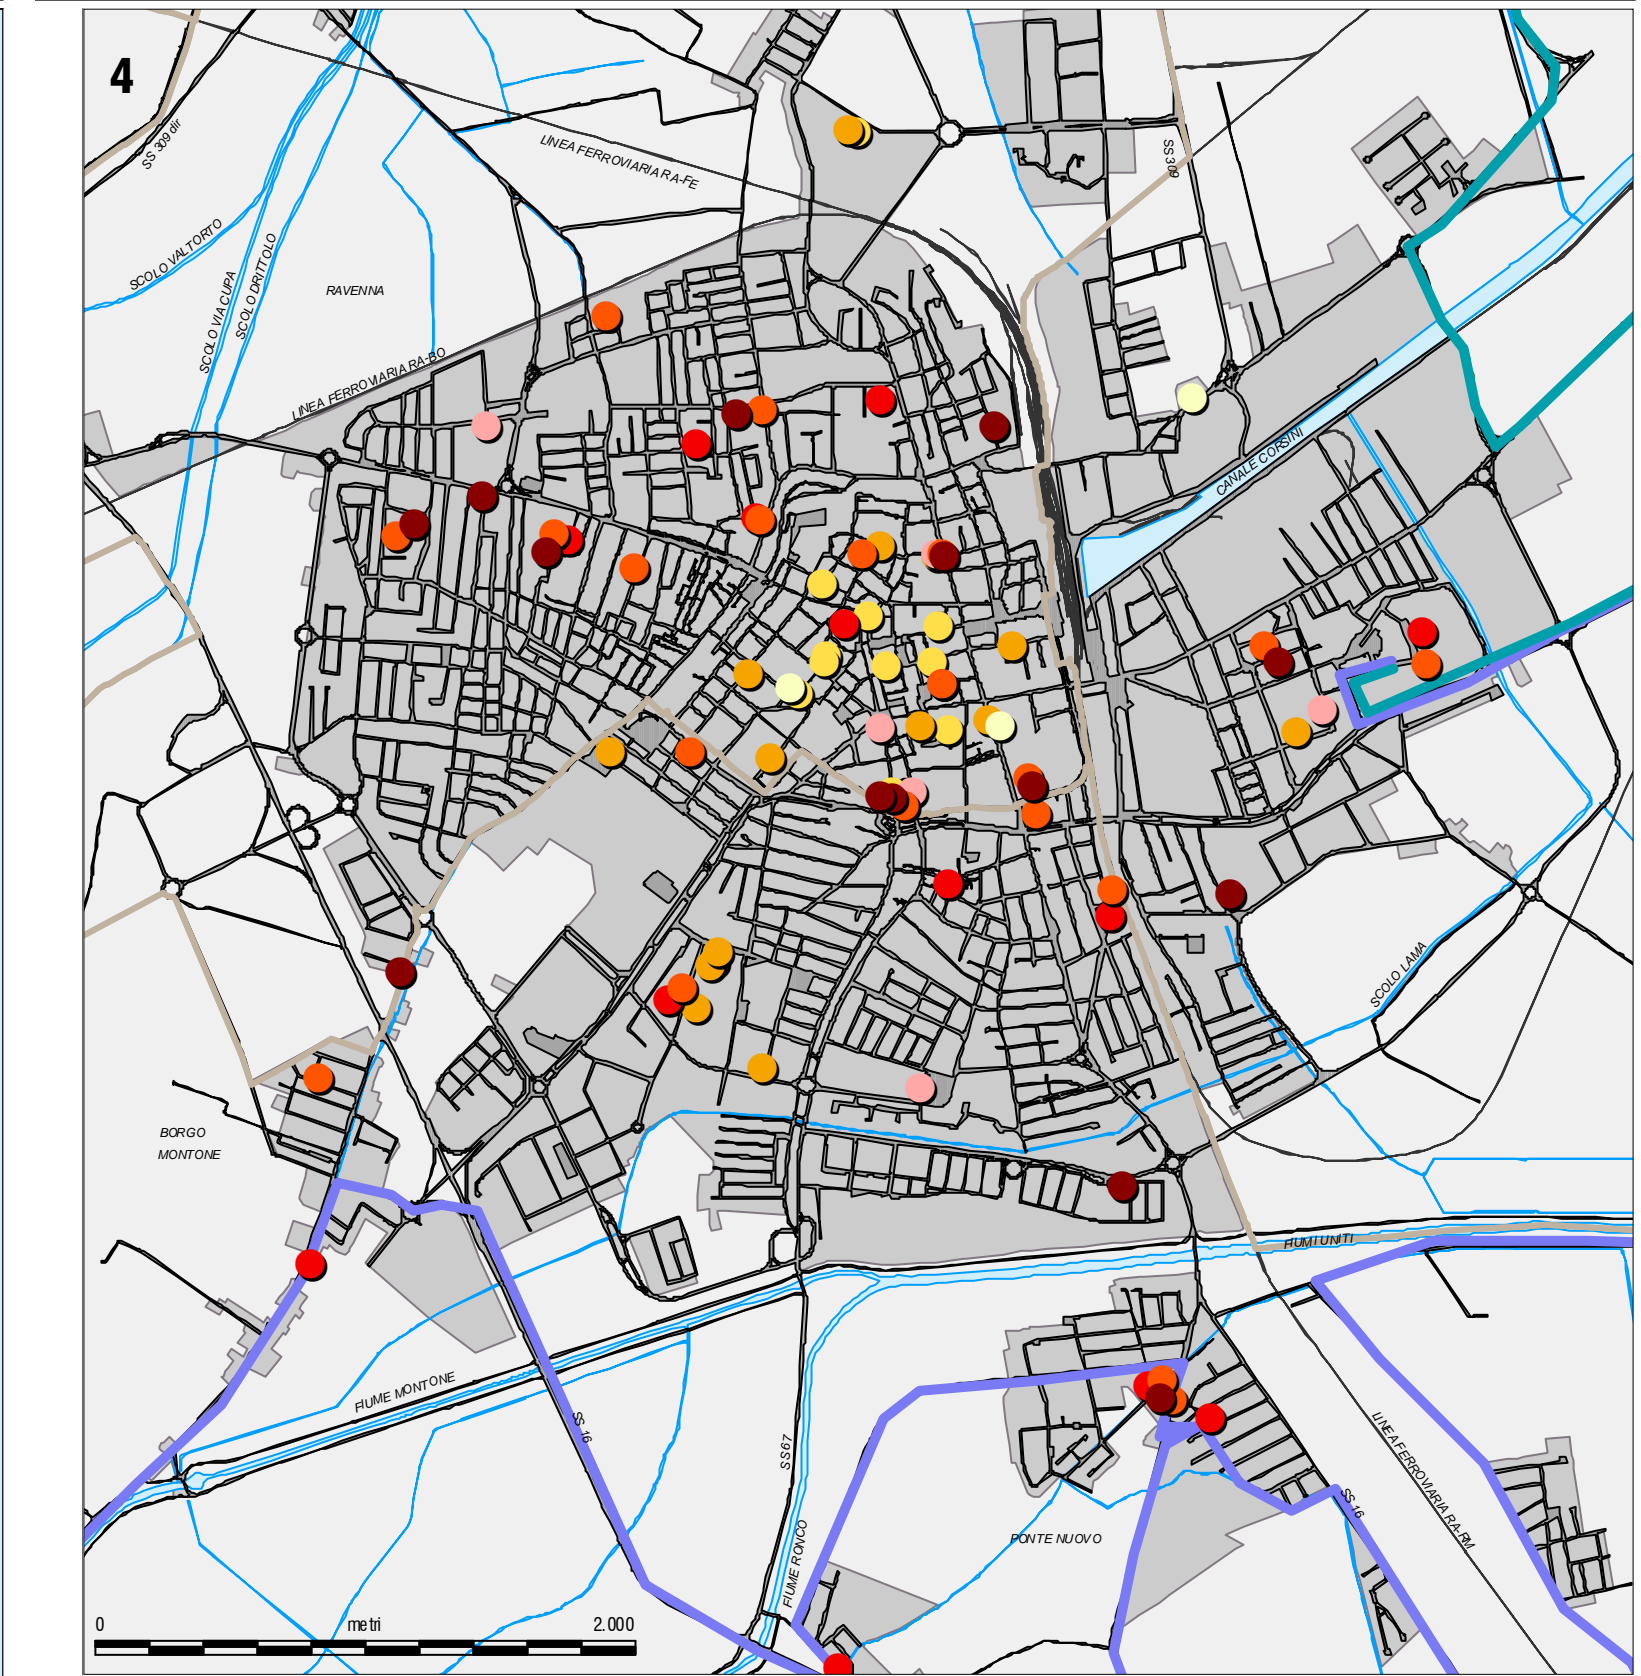 4
SS 309 dir
LINEA FERROVIARIA RA-FE
SS 309
SCOLO VALTORTO
SCOLO VIA CUPA
SCOLO DRITTOLO
RAVENNA
LINEA FERROVIARIA RA-BO
CANALE CORSINI
SCOLO LAMA
BORGO
MONTONE
FIUMI UNITI
FIUME MONTONE
SS 16
SS 67
LINEA FERROVIARIA RA-RM
SS 16
FIUME RONCO
PONTE NUOVO
0 metri 2.000